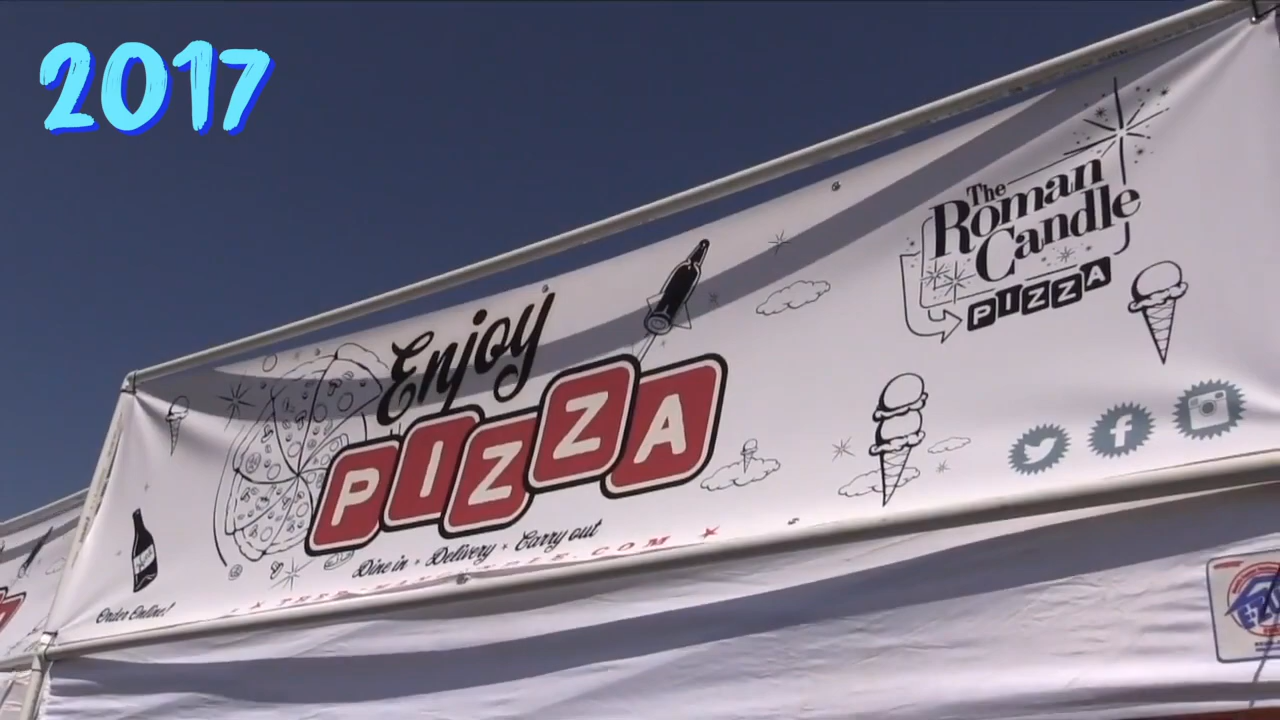 2017
Enjoy
PIZZA
Dine in • Delivery • Carry out
Order Online!
The
Roman
Candle
PIZZA